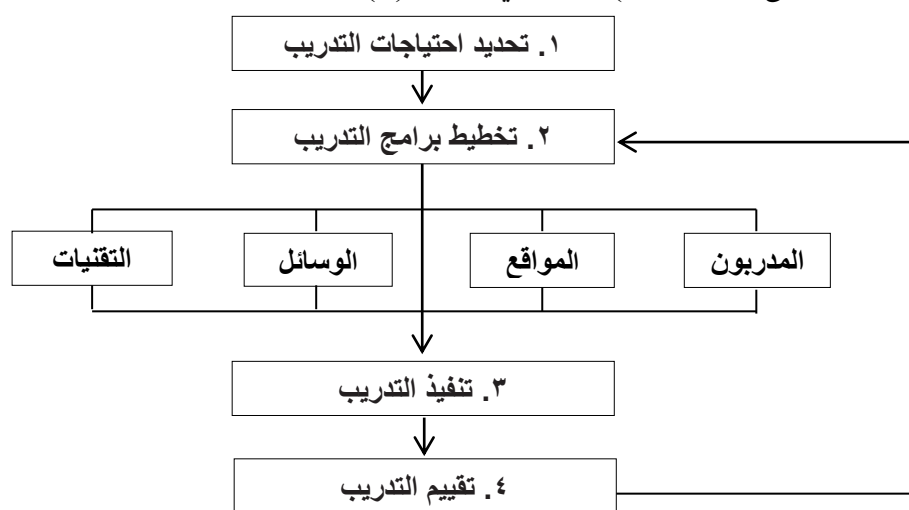 ١. تحديد احتياجات التدريب
٢. تخطيط برامج التدريب
المدربون
المواقع
الوسائل
التقنيات
٣. تنفيذ التدريب
٤. تقييم التدريب